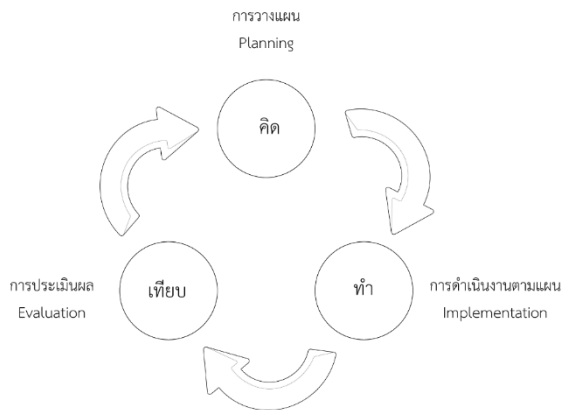 การวางแผน
Planning
คิด
การประเมินผล
Evaluation
เทียบ
ทำ
การดำเนินงานตามแผน
Implementation